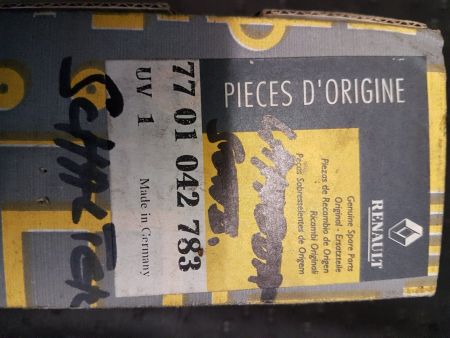 PIECES D'ORIGINE
RENAULT
Genuine Spare Parts
Original - Ersatzteile
Ricambi Originali
Piezas de Recambio de Origen
Peças Sobresselentes de Origem
77 01 042 783
UV 1
Made in Germany
SCHALTER